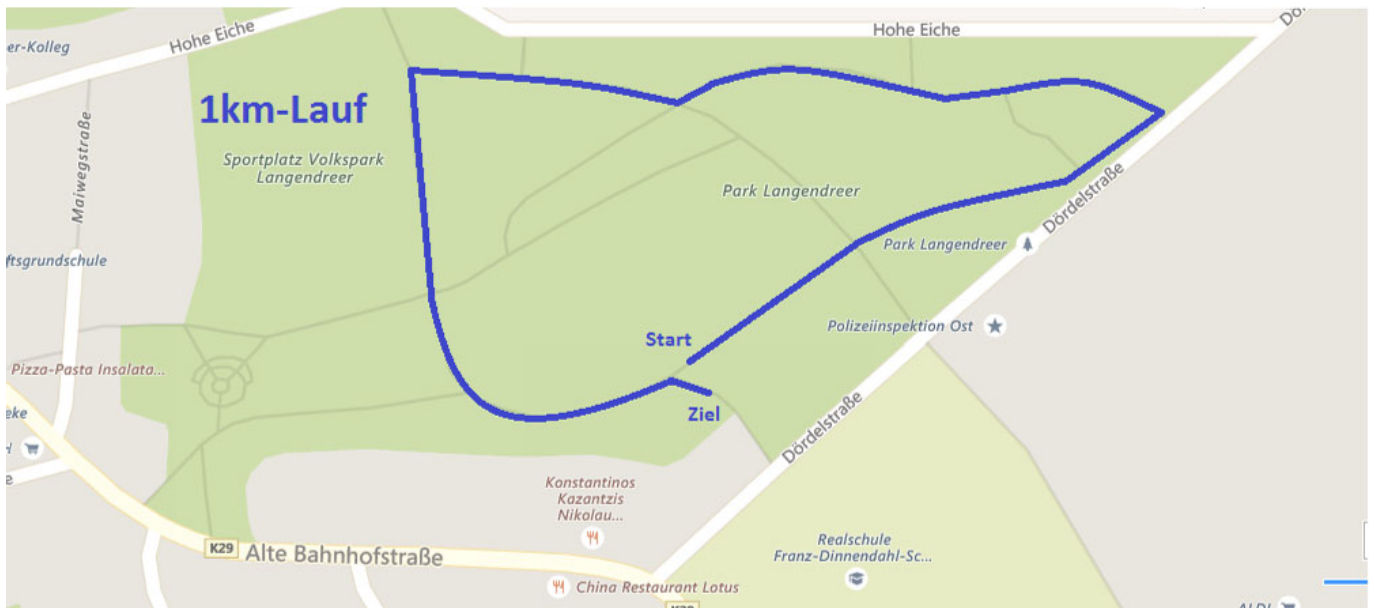 Hohe Eiche
Hohe Eiche
er-Kolleg
1km-Lauf
Maiwegstraße
Sportplatz Volkspark
Langendreer
Park Langendreer
Dördelstraße
Park Langendreer
ftsgrundschule
Start
Polizeiinspektion Ost
Pizza-Pasta Insalata...
Ziel
eke
Dördelstraße
Konstantinos
Kazantzis
Nikolau...
K29
Alte Bahnhofstraße
Realschule
Franz-Dinnendahl-Sc...
China Restaurant Lotus